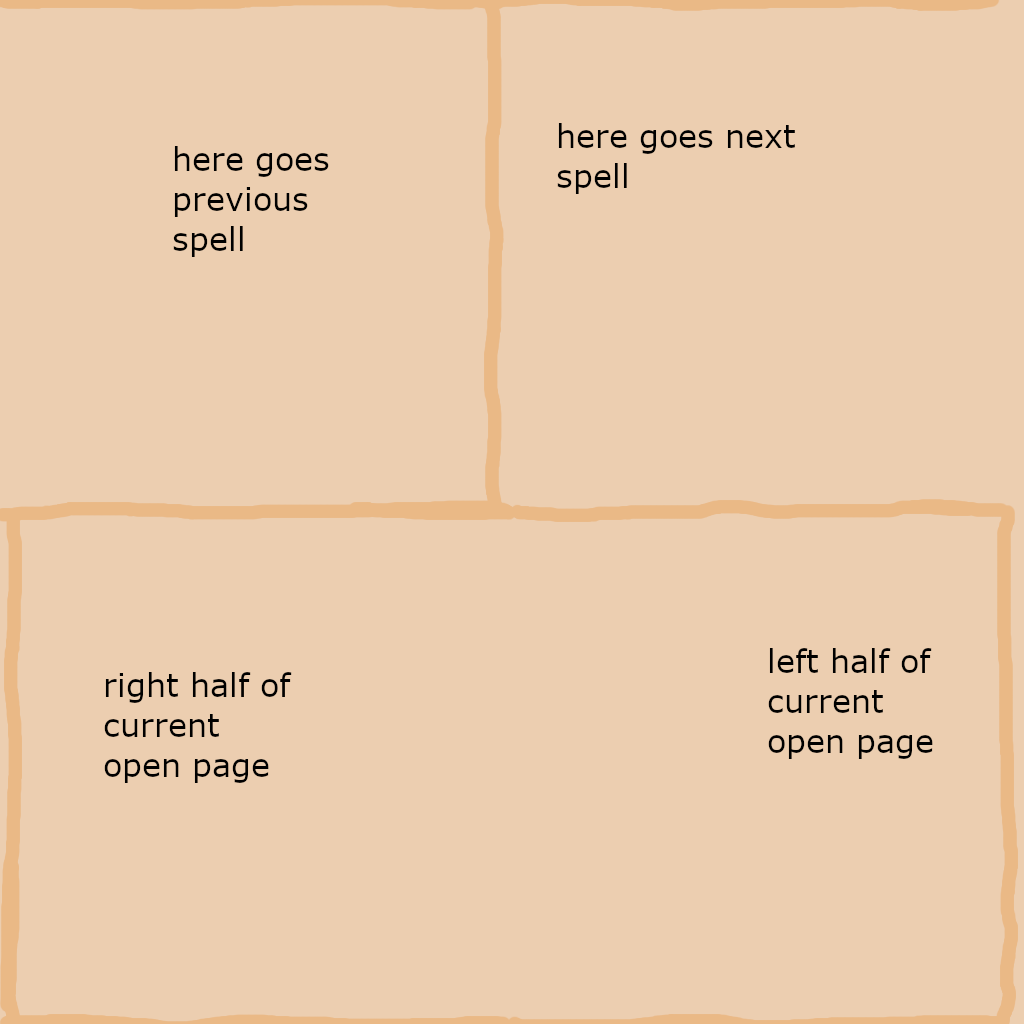 here goes
previous
spell
here goes next
spell
right half of
current
open page
left half of
current
open page